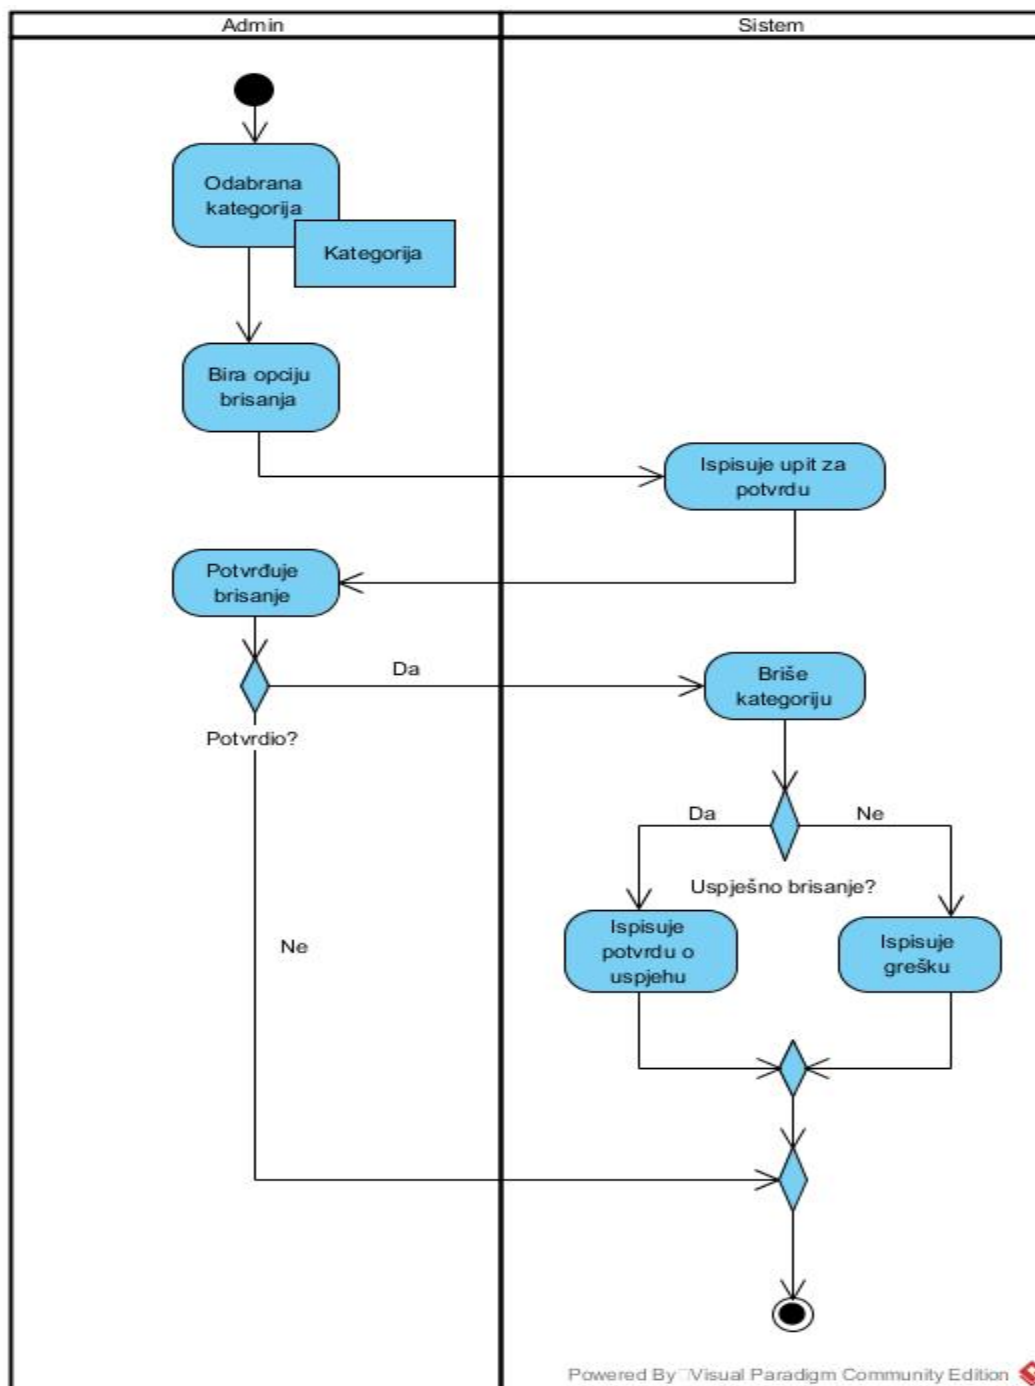 Admin
Sistem
Odabrana
kategorija
Kategorija
Bira opciju
brisanja
Ispisuje upit za
potvrdu
Potvrđuje
brisanje
Da
Briše
kategoriju
Potvrdio?
Da
Ne
Uspješno brisanje?
Ispisuje
potvrdu o
uspjehu
Ispisuje
grešku
Ne
Powered By Visual Paradigm Community Edition